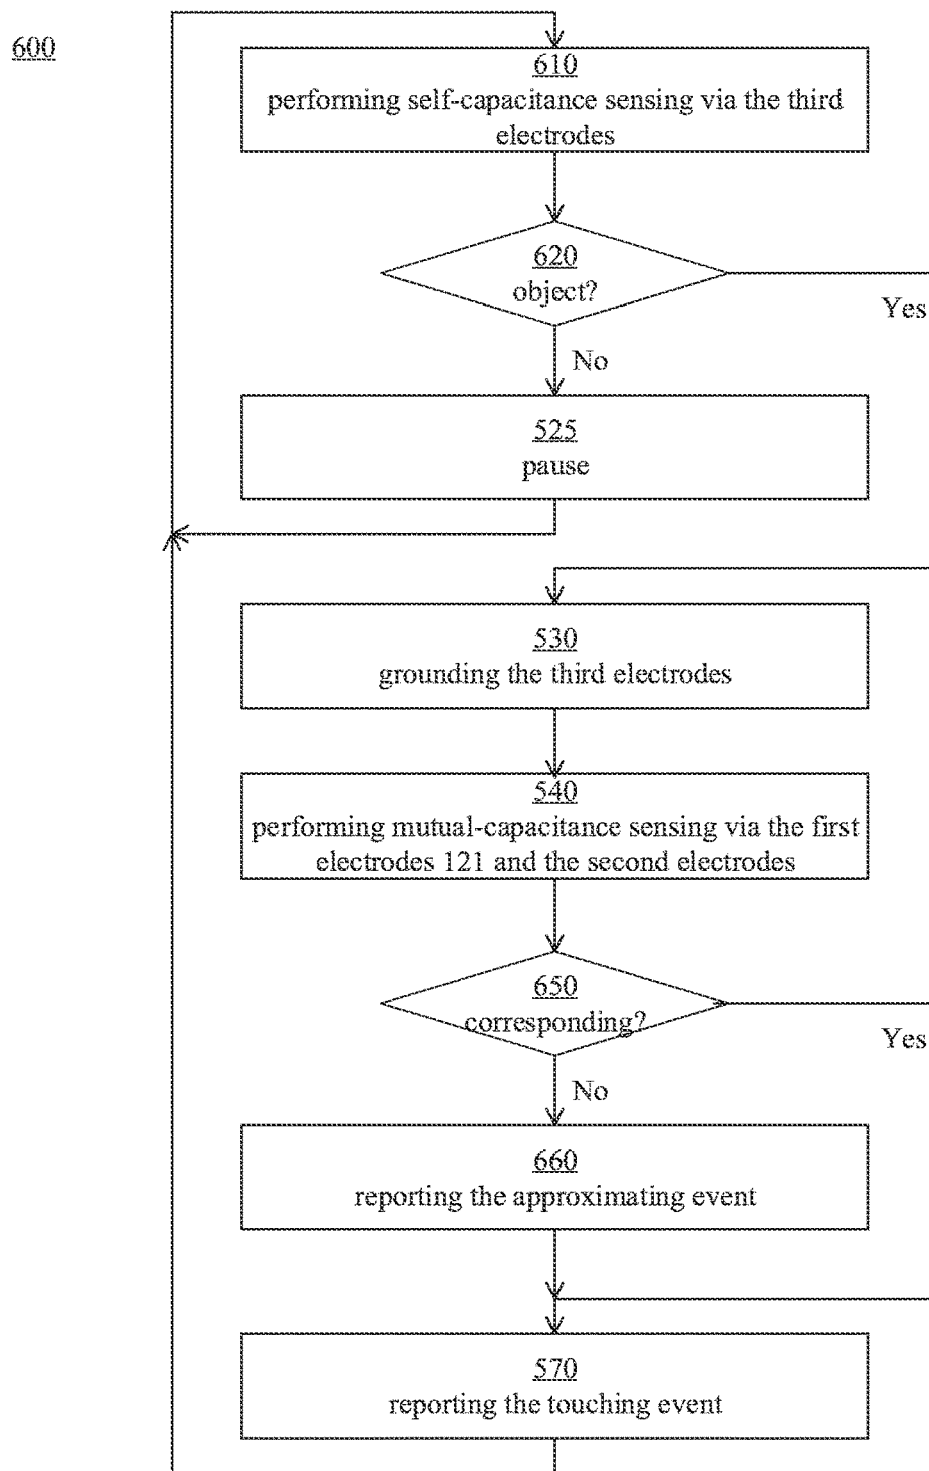 600
610
performing self-capacitance sensing via the third
electrodes
620
object?
Yes
No
525
pause
530
grounding the third electrodes
540
performing mutual-capacitance sensing via the first
electrodes 121 and the second electrodes
650
corresponding?
Yes
No
660
reporting the approximating event
570
reporting the touching event